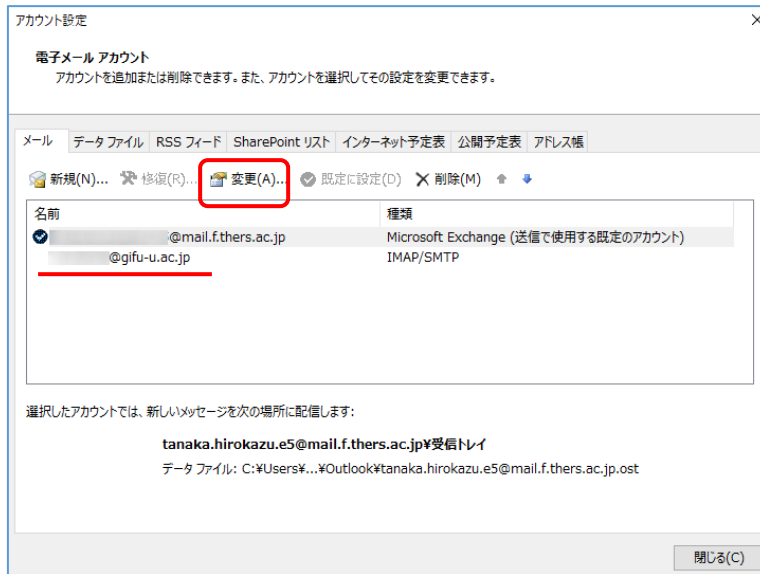 アカウント設定
電子メール アカウント
アカウントを追加または削除できます。また、アカウントを選択してその設定を変更できます。
メール データ ファイル RSS フィード SharePoint リスト インターネット予定表 公開予定表 アドレス帳
新規(N)... 修復(R)... 変更(A)... 既定に設定(D) 削除(M)
名前 種類
@mail.f.thers.ac.jp Microsoft Exchange (送信で使用する既定のアカウント)
@gifu-u.ac.jp IMAP/SMTP
選択したアカウントでは、新しいメッセージを次の場所に配信します:
tanaka.hirokazu.e5@mail.f.thers.ac.jp¥受信トレイ
データ ファイル: C:¥Users¥...¥Outlook¥tanaka.hirokazu.e5@mail.f.thers.ac.jp.ost
閉じる(C)